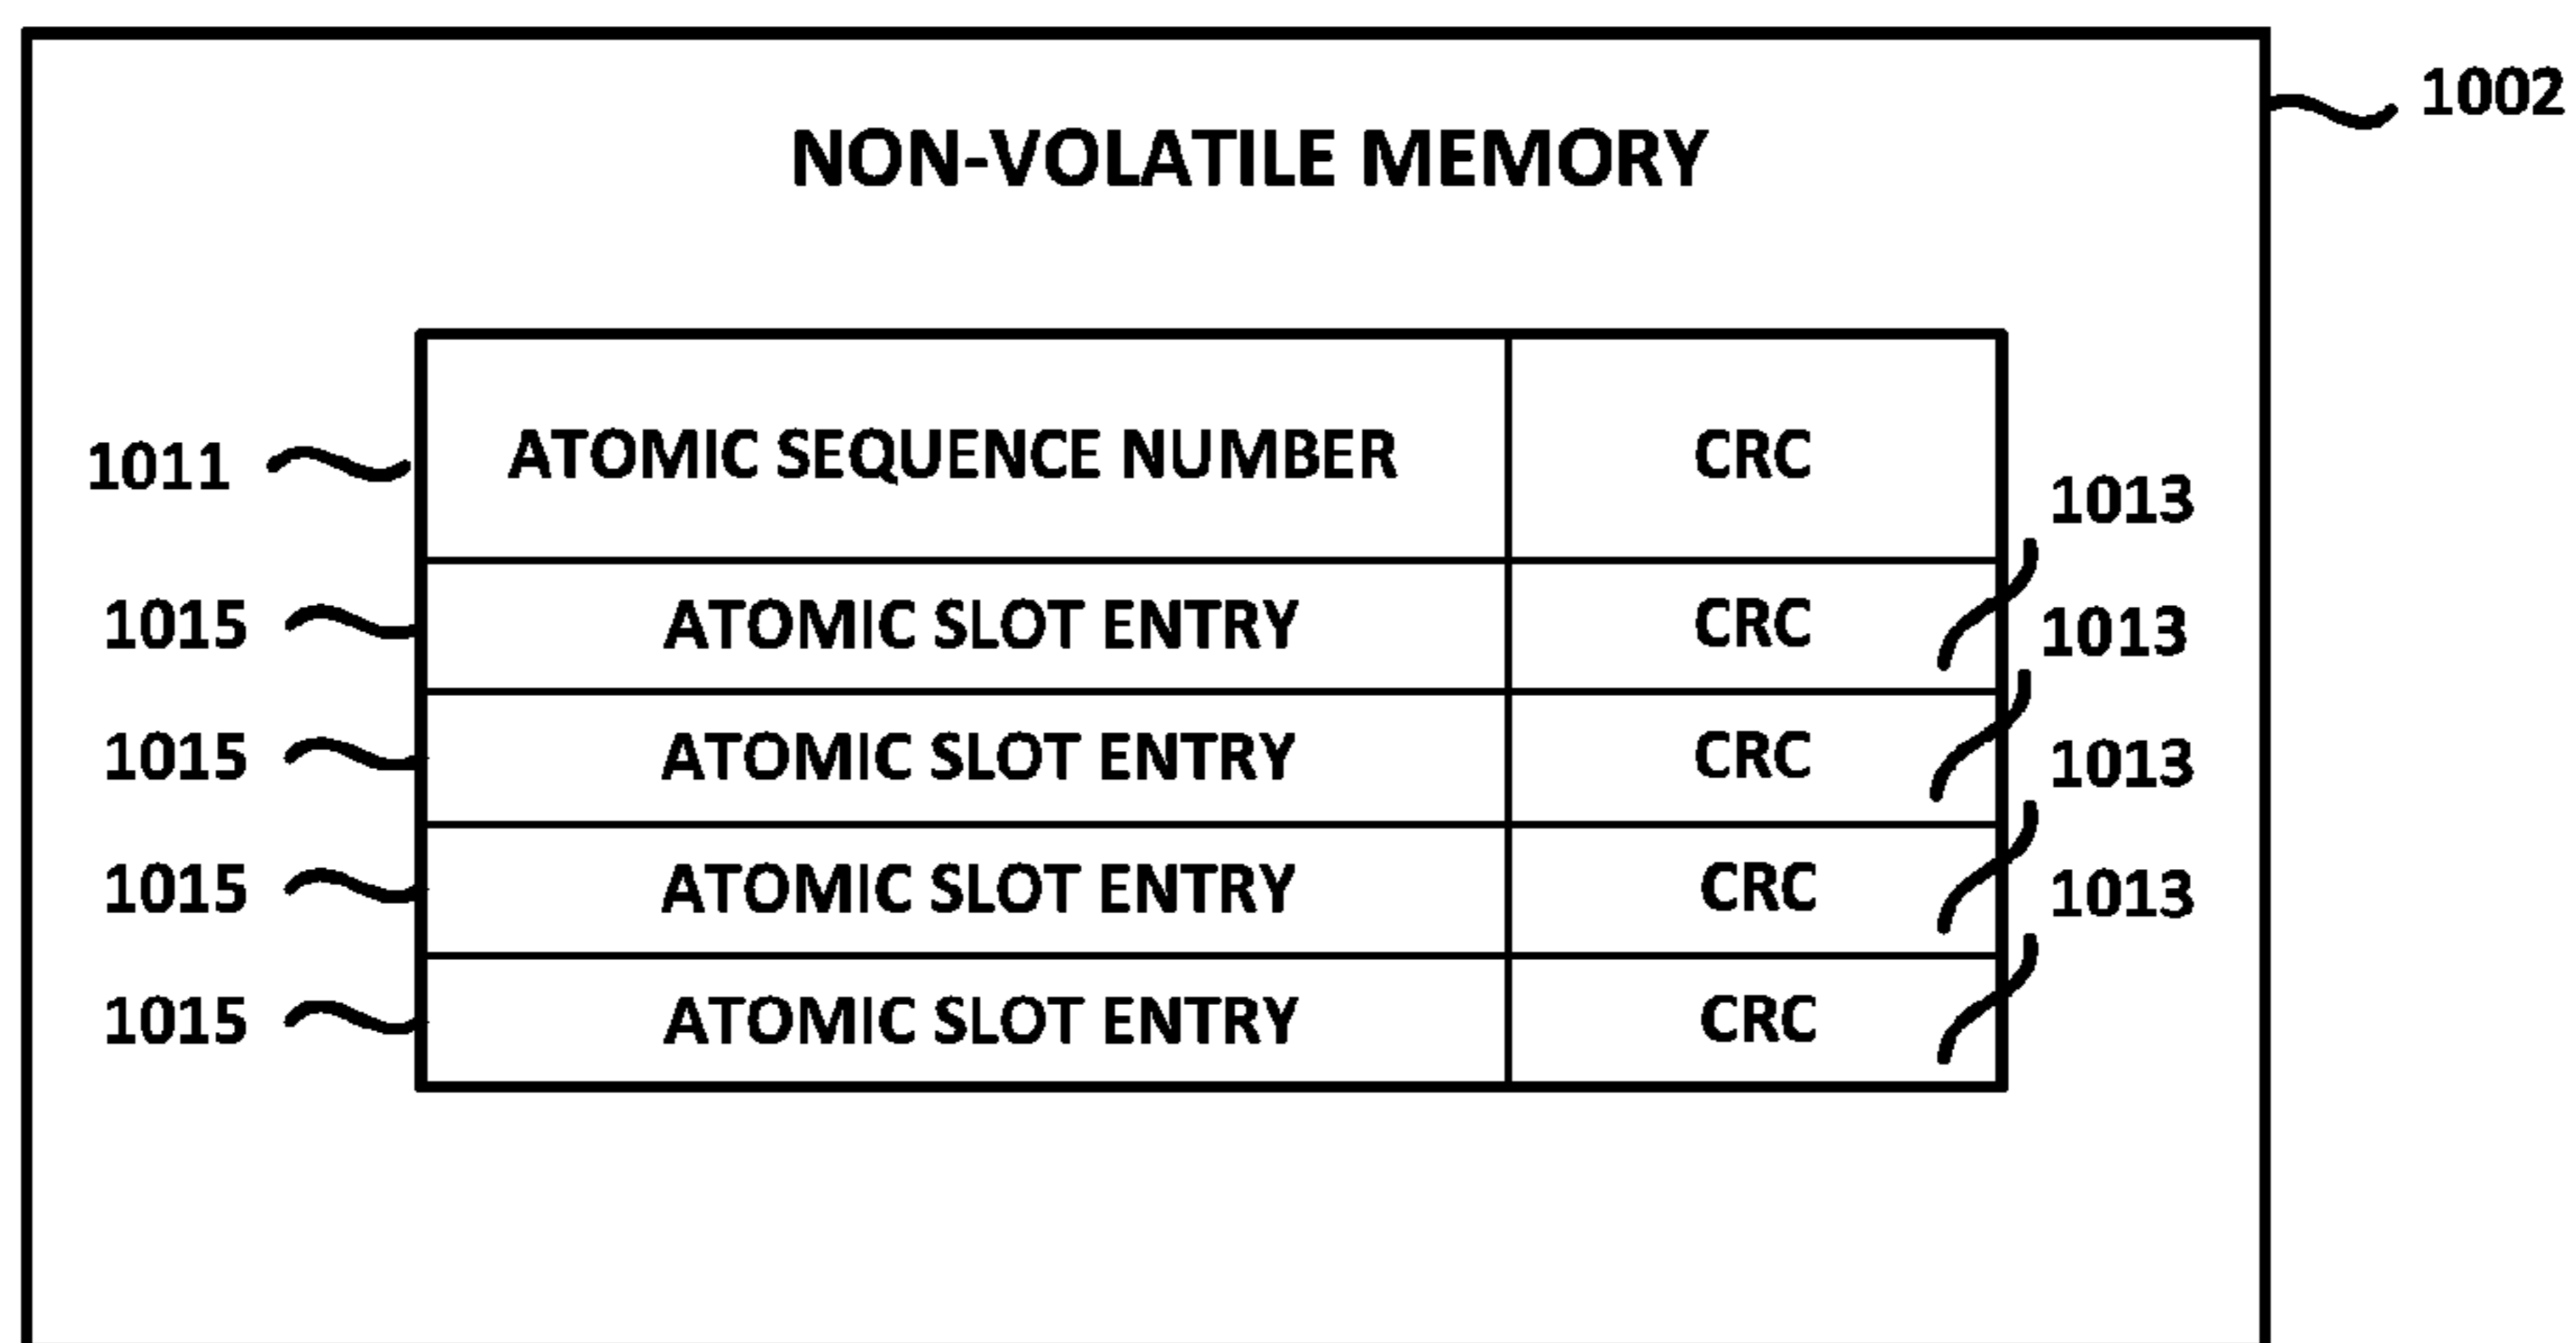 1002
NON-VOLATILE MEMORY
1011 ATOMIC SEQUENCE NUMBER CRC
1013
1015 ATOMIC SLOT ENTRY CRC
1013
1015 ATOMIC SLOT ENTRY CRC
1013
1015 ATOMIC SLOT ENTRY CRC
1013
1015 ATOMIC SLOT ENTRY CRC